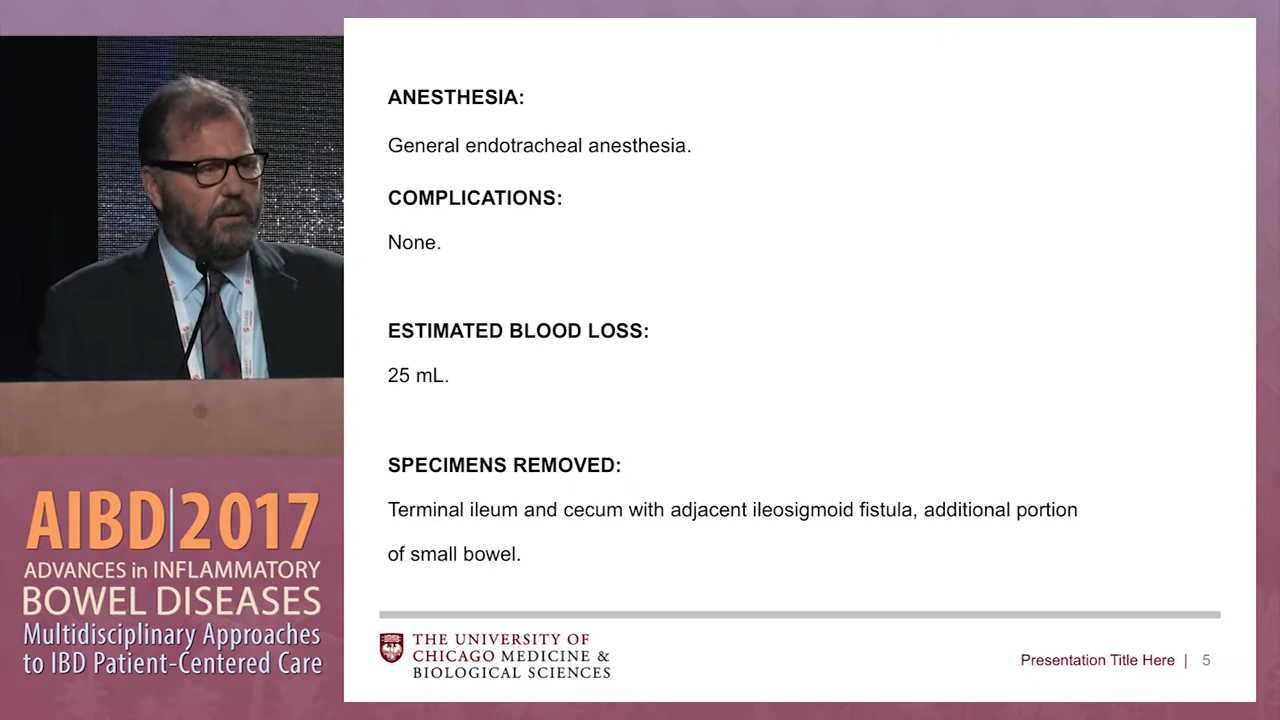 ANESTHESIA:
General endotracheal anesthesia.
COMPLICATIONS:
None.
ESTIMATED BLOOD LOSS:
25 mL.
SPECIMENS REMOVED:
Terminal ileum and cecum with adjacent ileosigmoid fistula, additional portion
of small bowel.
THE UNIVERSITY OF
CHICAGO MEDICINE &
BIOLOGICAL SCIENCES
Presentation Title Here | 5
AIBD|2017
ADVANCES in INFLAMMATORY
BOWEL DISEASES
Multidisciplinary Approaches
to IBD Patient-Centered Care